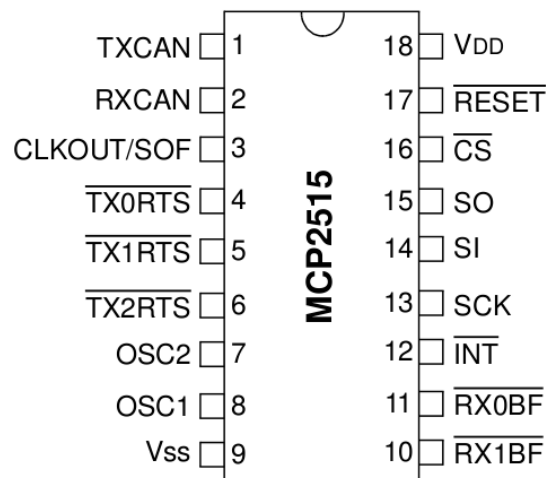 TXCAN 1 18 VDD
RXCAN 2 17 RESET
CLKOUT/SOF 3 16 CS
TX0RTS 4 15 SO
TX1RTS 5 14 SI
TX2RTS 6 13 SCK
OSC2 7 12 INT
OSC1 8 11 RX0BF
Vss 9 10 RX1BF
MCP2515